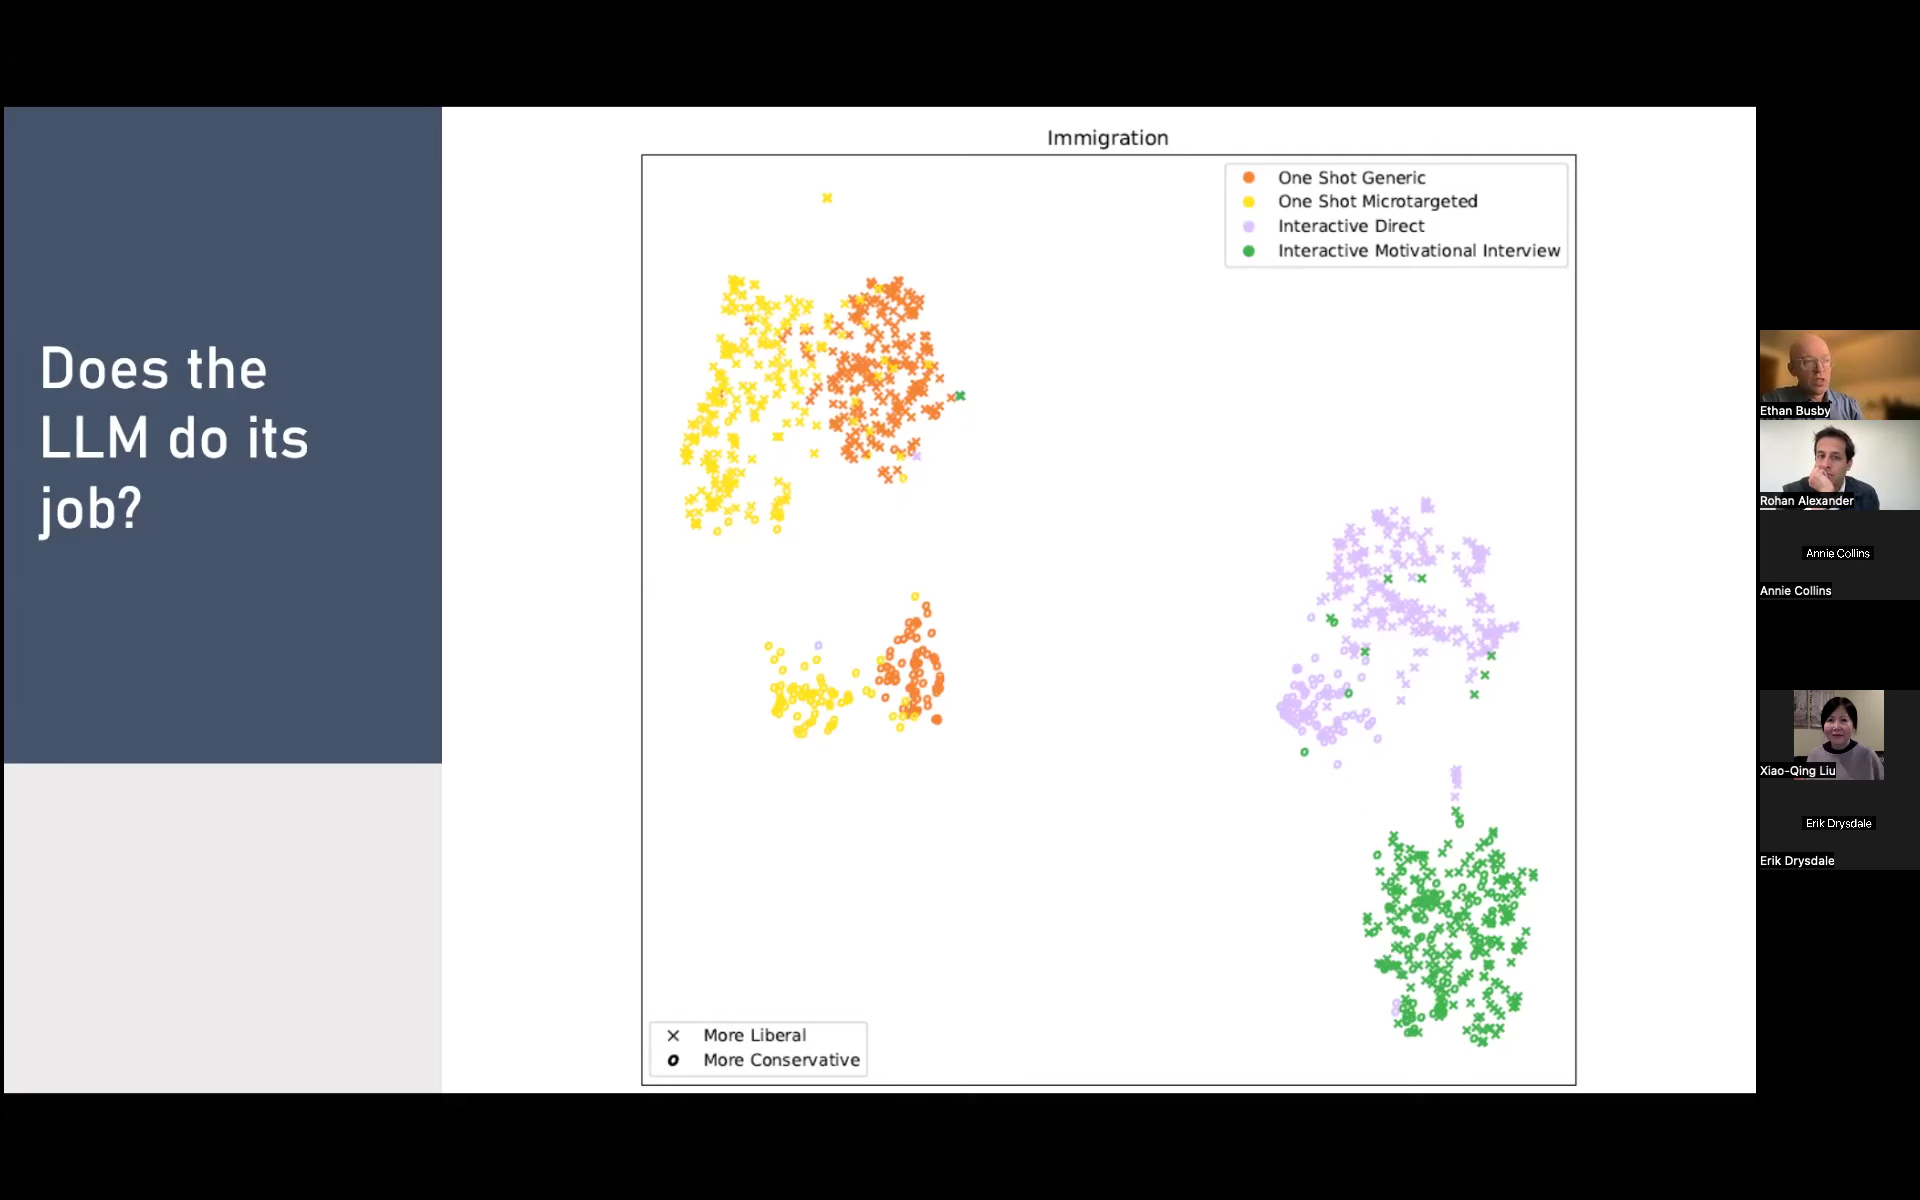 Does the
LLM do its
job?
Immigration
One Shot Generic
One Shot Microtargeted
Interactive Direct
Interactive Motivational Interview
More Liberal
More Conservative
Ethan Busby
Rohan Alexander
Annie Collins
Annie Collins
Xiao-Qing Liu
Erik Drysdale
Erik Drysdale